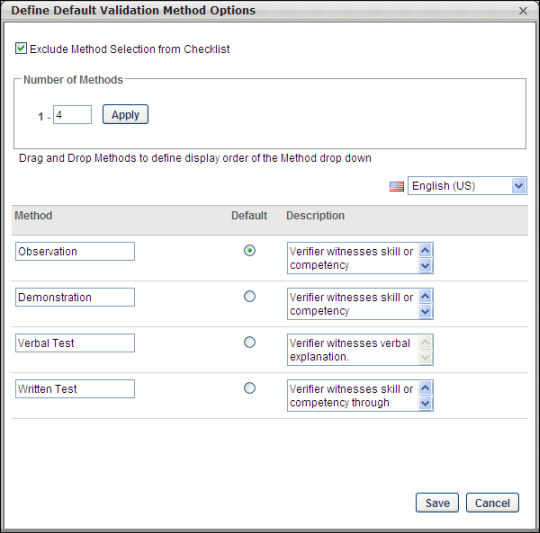 Define Default Validation Method Options
Exclude Method Selection from Checklist
Number of Methods
1 - 4 Apply
Drag and Drop Methods to define display order of the Method drop down
English (US)
Method Default Description
Observation Verifier witnesses skill or
competency
Demonstration Verifier witnesses skill or
competency
Verbal Test Verifier witnesses verbal
explanation.
Written Test Verifier witnesses skill or
competency through
Save Cancel